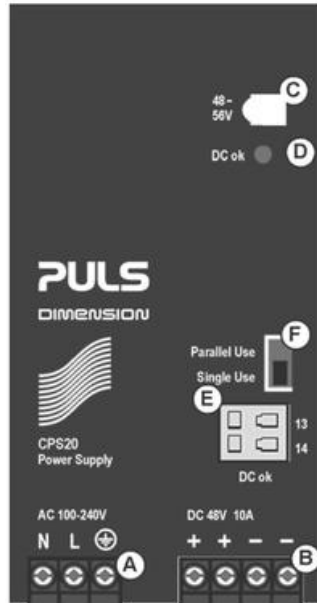 C
48-
56V
DC ok
D
PULS
DIMENSION
F
Parallel Use
Single Use
E
13
14
DC ok
CPS20
Power Supply
AC 100-240V
N L
A
DC 48V 10A
+ + − −
B